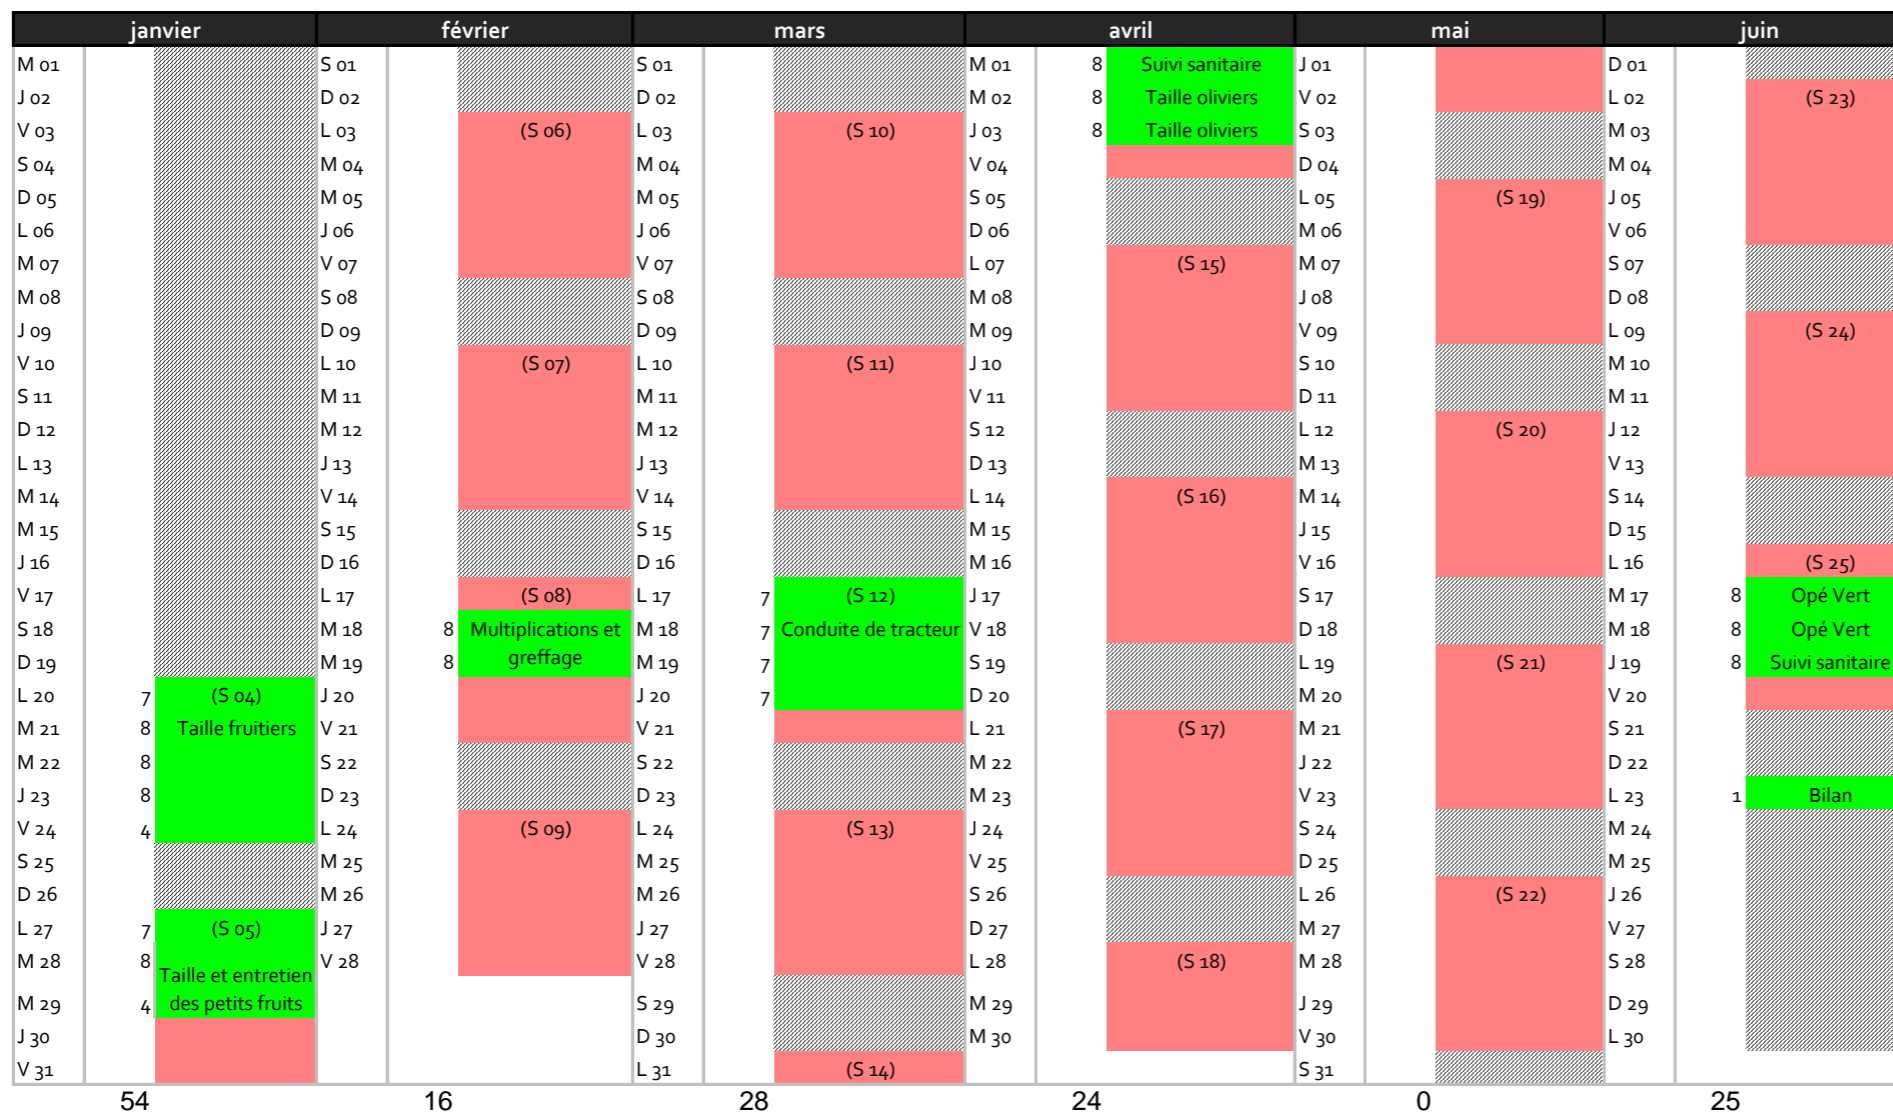 janvier février mars avril mai juin
M 01 S 01 S 01 M 01 8 Suivi sanitaire J 01 D 01
J 02 D 02 D 02 M 02 8 Taille oliviers V 02 L 02 (S 23)
V 03 L 03 (S 06) L 03 (S 10) J 03 8 Taille oliviers S 03 M 03
S 04 M 04 M 04 V 04 D 04 M 04
D 05 M 05 M 05 S 05 L 05 (S 19) J 05
L 06 J 06 J 06 D 06 M 06 V 06
M 07 V 07 V 07 L 07 (S 15) M 07 S 07
M 08 S 08 S 08 M 08 J 08 D 08
J 09 D 09 D 09 M 09 V 09 L 09 (S 24)
V 10 L 10 (S 07) L 10 (S 11) J 10 S 10 M 10
S 11 M 11 M 11 V 11 D 11 M 11
D 12 M 12 M 12 S 12 L 12 (S 20) J 12
L 13 J 13 J 13 D 13 M 13 V 13
M 14 V 14 V 14 L 14 (S 16) M 14 S 14
M 15 S 15 S 15 M 15 J 15 D 15
J 16 D 16 D 16 M 16 V 16 L 16 (S 25)
V 17 L 17 (S 08) L 17 7 (S 12) J 17 S 17 M 17 8 Opé Vert
S 18 M 18 8 Multiplications et M 18 7 Conduite de tracteur V 18 D 18 M 18 8 Opé Vert
D 19 M 19 8 greffage M 19 7 S 19 L 19 (S 21) J 19 8 Suivi sanitaire
L 20 7 (S 04) J 20 J 20 7 D 20 M 20 V 20
M 21 8 Taille fruitiers V 21 V 21 L 21 (S 17) M 21 S 21
M 22 8 S 22 S 22 M 22 J 22 D 22
J 23 8 D 23 D 23 M 23 V 23 L 23 1 Bilan
V 24 4 L 24 (S 09) L 24 (S 13) J 24 S 24 M 24
S 25 M 25 M 25 V 25 D 25 M 25
D 26 M 26 M 26 S 26 L 26 (S 22) J 26
L 27 7 (S 05) J 27 J 27 D 27 M 27 V 27
M 28 8 Taille et entretien V 28 V 28 L 28 (S 18) M 28 S 28
M 29 4 des petits fruits S 29 M 29 J 29 D 29
J 30 D 30 M 30 V 30 L 30
V 31 L 31 (S 14) S 31
54 16 28 24 0 25